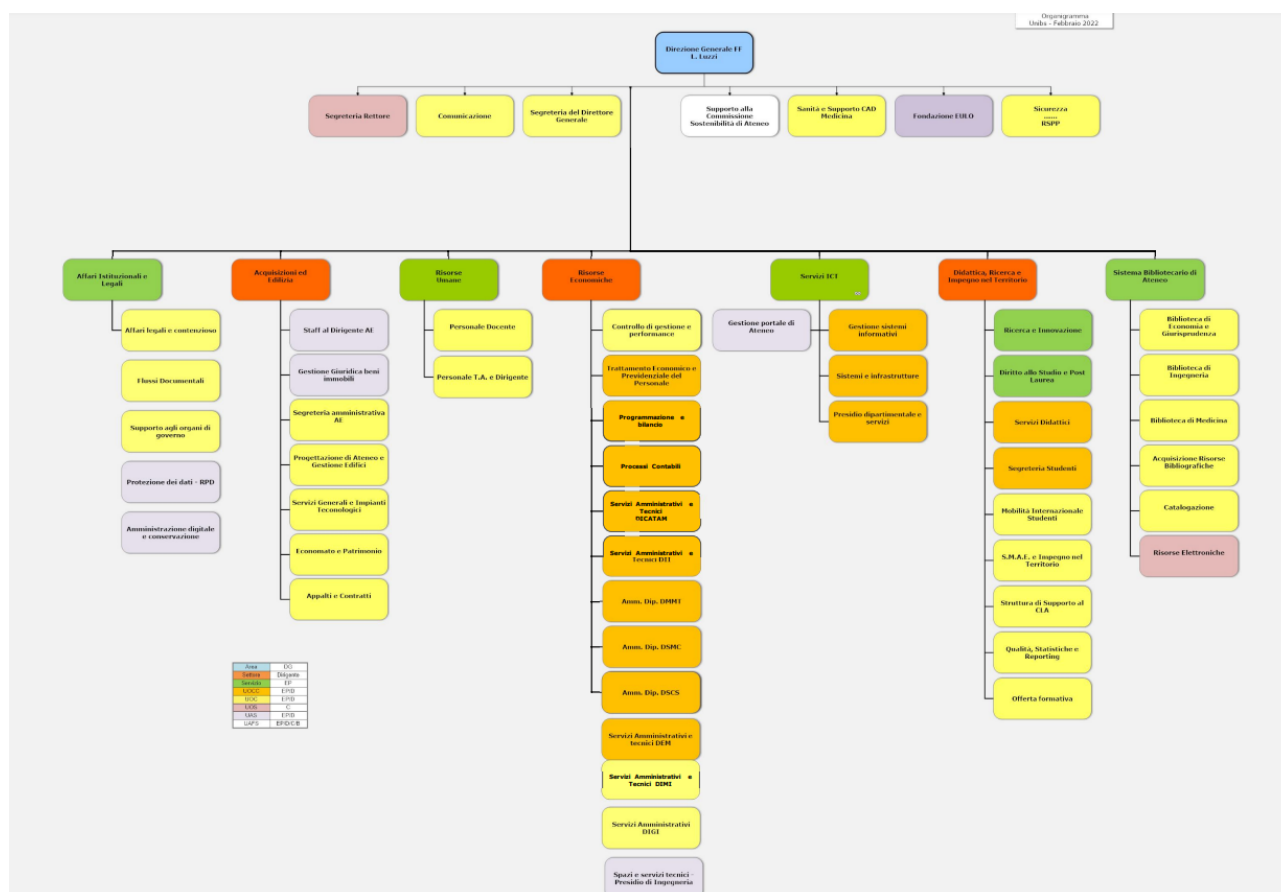 Organigramma
Unibs - Febbraio 2022
Direzione Generale FF
L. Luzzi
Segreteria Rettore
Comunicazione
Segreteria del Direttore
Generale
Supporto alla
Commissione
Sostenibilità di Ateneo
Sanità e Supporto CAD
Medicina
Fondazione EULO
Sicurezza
......
RSPP
Affari Istituzionali e
Legali
Acquisizioni ed
Edilizia
Risorse
Umane
Risorse
Economiche
Servizi ICT
Didattica, Ricerca e
Impegno nel Territorio
Sistema Bibliotecario di
Ateneo
Affari legali e contenzioso
Flussi Documentali
Supporto agli organi di
governo
Protezione dei dati - RPD
Amministrazione digitale
e conservazione
Staff al Dirigente AE
Gestione Giuridica beni
immobili
Segreteria amministrativa
AE
Progettazione di Ateneo e
Gestione Edifici
Servizi Generali e Impianti
Teconologici
Economato e Patrimonio
Appalti e Contratti
Personale Docente
Personale T.A. e Dirigente
Controllo di gestione e
performance
Trattamento Economico e
Previdenziale del
Personale
Programmazione e
bilancio
Processi Contabili
Servizi Amministrativi e
Tecnici
DICATAM
Servizi Amministrativi e
Tecnici DII
Amm. Dip. DMMT
Amm. Dip. DSMC
Amm. Dip. DSCS
Servizi Amministrativi e
tecnici DEM
Servizi Amministrativi e
Tecnici DIMI
Servizi Amministrativi
DIGI
Spazi e servizi tecnici -
Presidio di Ingegneria
Gestione portale di
Ateneo
Gestione sistemi
informativi
Sistemi e infrastrutture
Presidio dipartimentale e
servizi
Ricerca e Innovazione
Diritto allo Studio e Post
Laurea
Servizi Didattici
Segreteria Studenti
Mobilità Internazionale
Studenti
S.M.A.E. e Impegno nel
Territorio
Struttura di Supporto al
CLA
Qualità, Statistiche e
Reporting
Offerta formativa
Biblioteca di
Economia e
Giurisprudenza
Biblioteca di
Ingegneria
Biblioteca di Medicina
Acquisizione Risorse
Bibliografiche
Catalogazione
Risorse Elettroniche
Area DG
Settore Dirigente
Servizio EP
UOCC EP/D
UOC EP/D
UOS C
UAS EP/D
UAFS EP/D/C/B